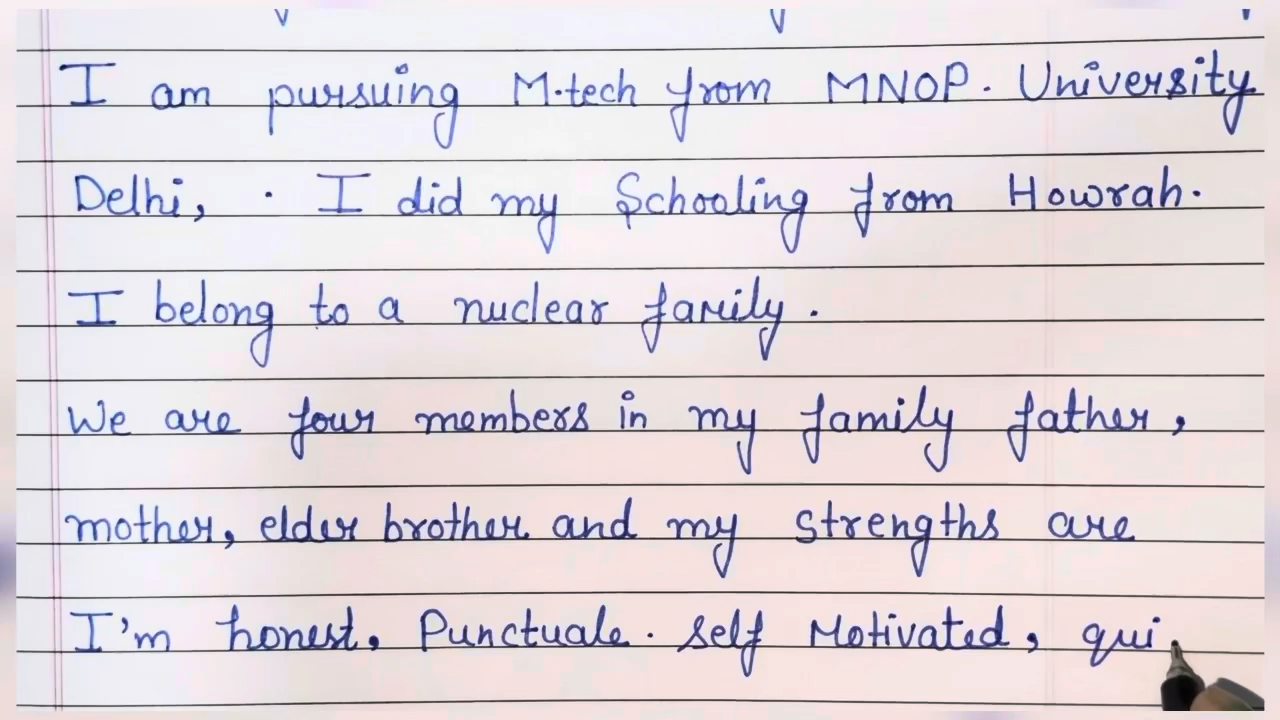 I am pursuing M.tech from MNOP. University
Delhi, . I did my Schooling from Howrah.
I belong to a nuclear family.
We are four members in my family father,
mother, elder brother and my strengths are
I'm honest, Punctuale. Self Motivated, qui